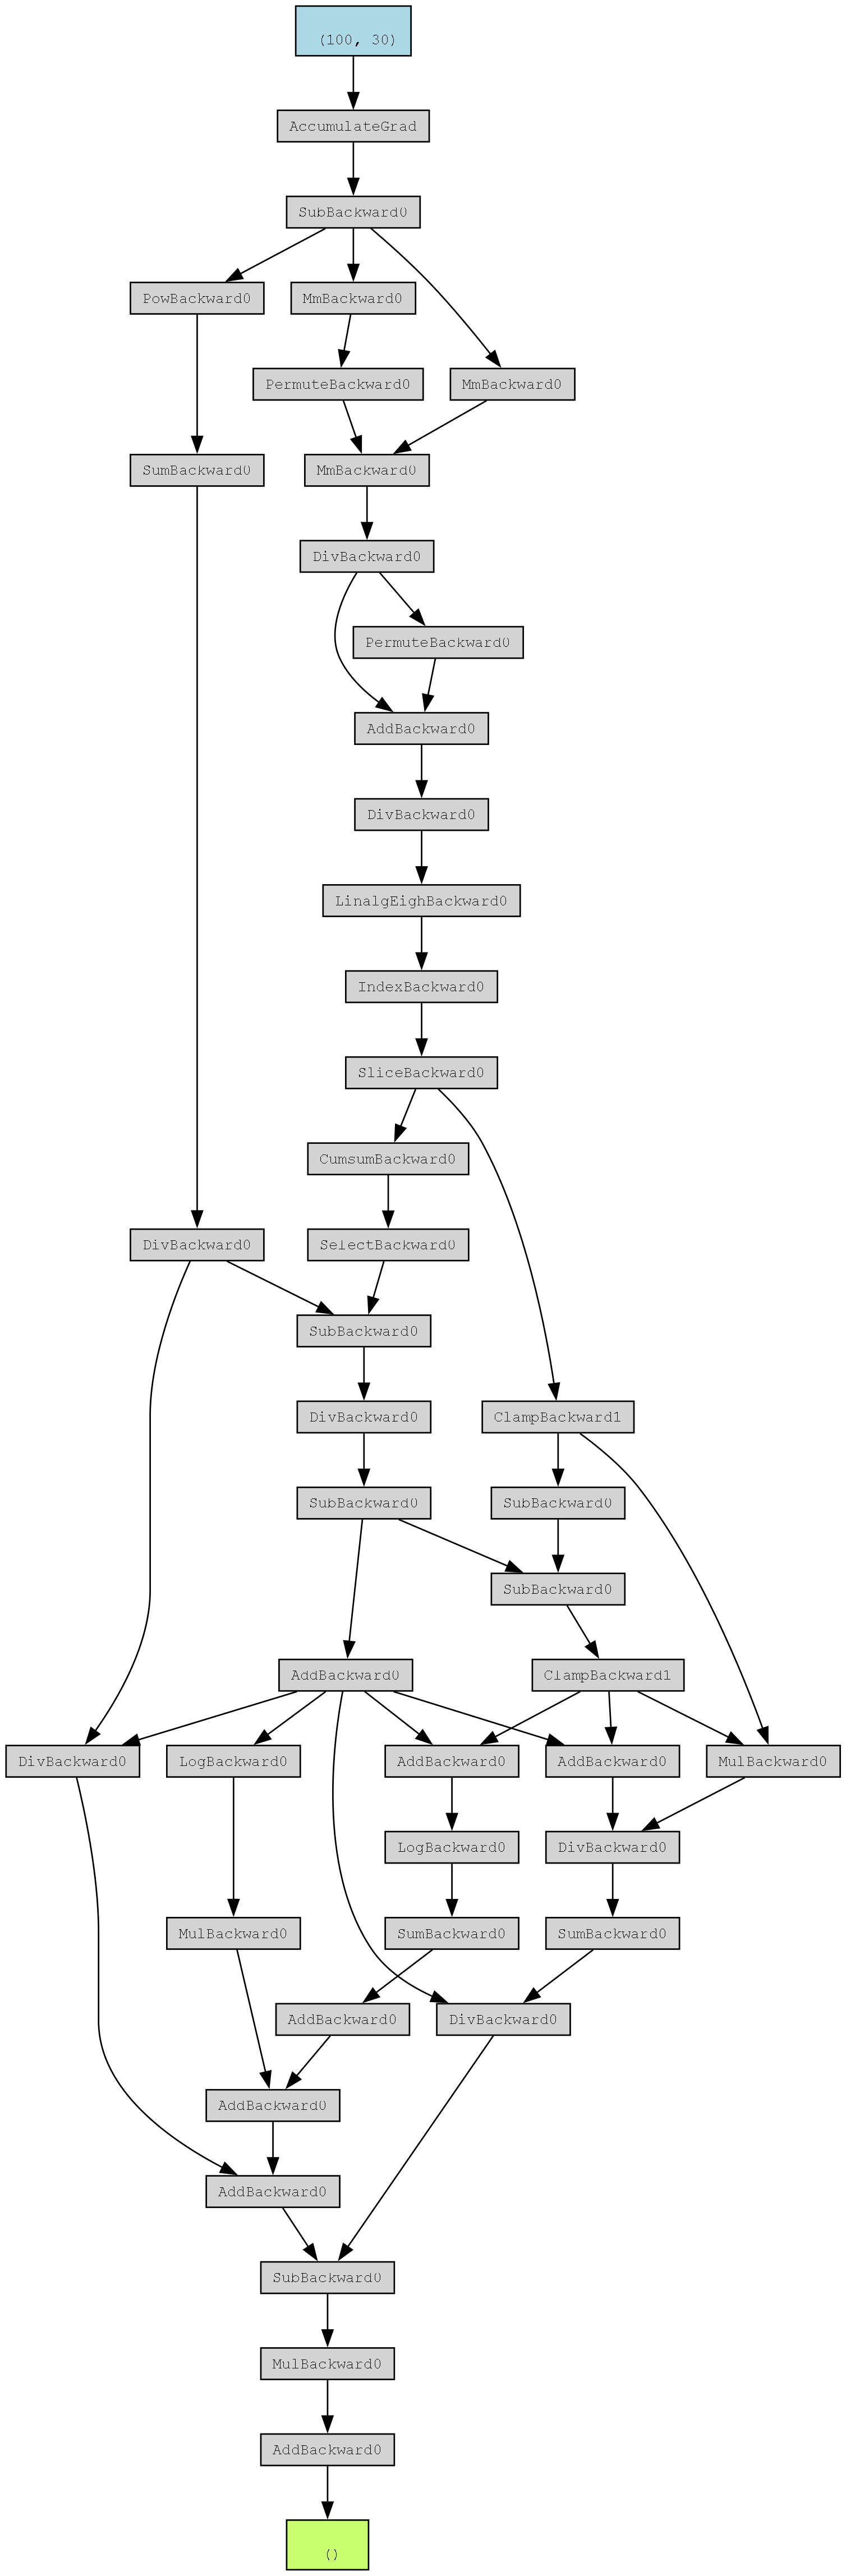 (100, 30)
AccumulateGrad
SubBackward0
PowBackward0 MmBackward0
PermuteBackward0 MmBackward0
SumBackward0 MmBackward0
DivBackward0
PermuteBackward0
AddBackward0
DivBackward0
LinalgEighBackward0
IndexBackward0
SliceBackward0
CumsumBackward0
DivBackward0 SelectBackward0
SubBackward0
DivBackward0 ClampBackward1
SubBackward0 SubBackward0
SubBackward0
AddBackward0 ClampBackward1
DivBackward0 LogBackward0 AddBackward0 AddBackward0 MulBackward0
LogBackward0 DivBackward0
MulBackward0 SumBackward0 SumBackward0
AddBackward0 DivBackward0
AddBackward0
AddBackward0
SubBackward0
MulBackward0
AddBackward0
()